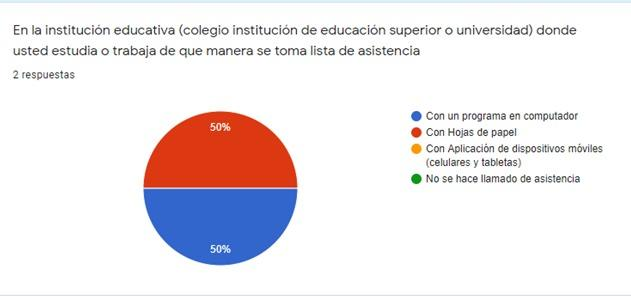 En la institución educativa (colegio institución de educación superior o universidad) donde
usted estudia o trabaja de que manera se toma lista de asistencia
2 respuestas
50%
50%
Con un programa en computador
Con Hojas de papel
Con Aplicación de dispositivos móviles
(celulares y tabletas)
No se hace llamado de asistencia